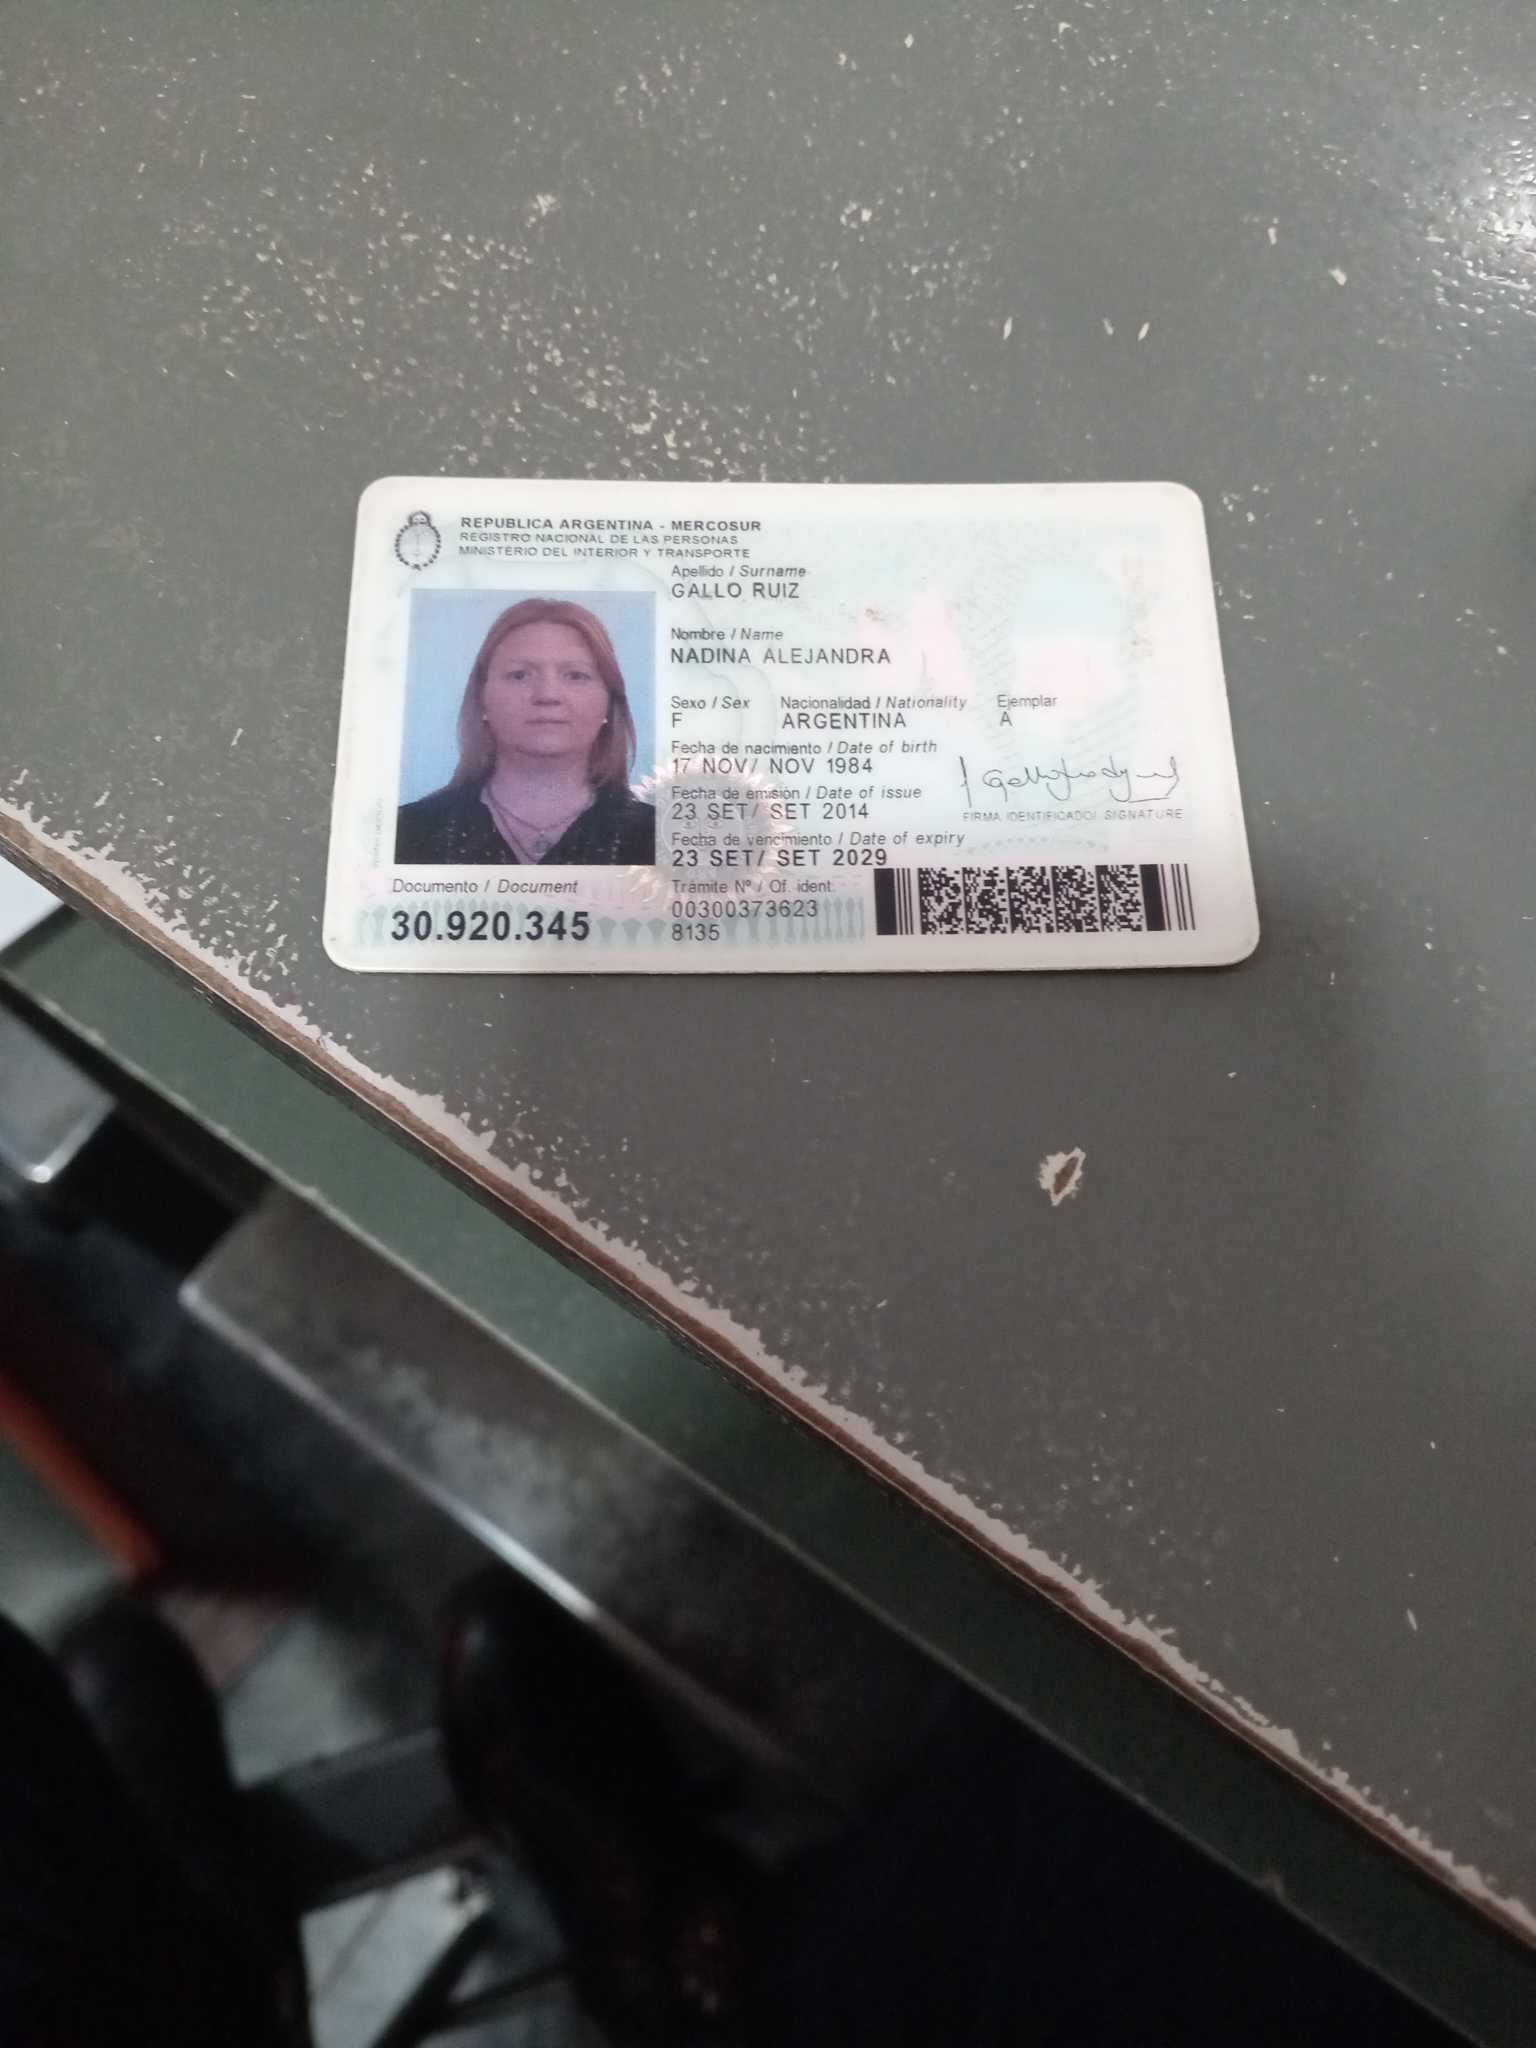 REPUBLICA ARGENTINA - MERCOSUR
REGISTRO NACIONAL DE LAS PERSONAS
MINISTERIO DEL INTERIOR Y TRANSPORTE
Apellido / Surname
GALLO RUIZ
Nombre / Name
NADINA ALEJANDRA
Sexo / Sex Nacionalidad / Nationality Ejemplar
F ARGENTINA A
Fecha de nacimiento / Date of birth
17 NOV/ NOV 1984
Fecha de emisión / Date of issue
23 SET/ SET 2014
FIRMA IDENTIFICADO/ SIGNATURE
Fecha de vencimiento / Date of expiry
23 SET/ SET 2029
Documento / Document
30.920.345
Trámite Nº / Of. ident.
00300373623
8135